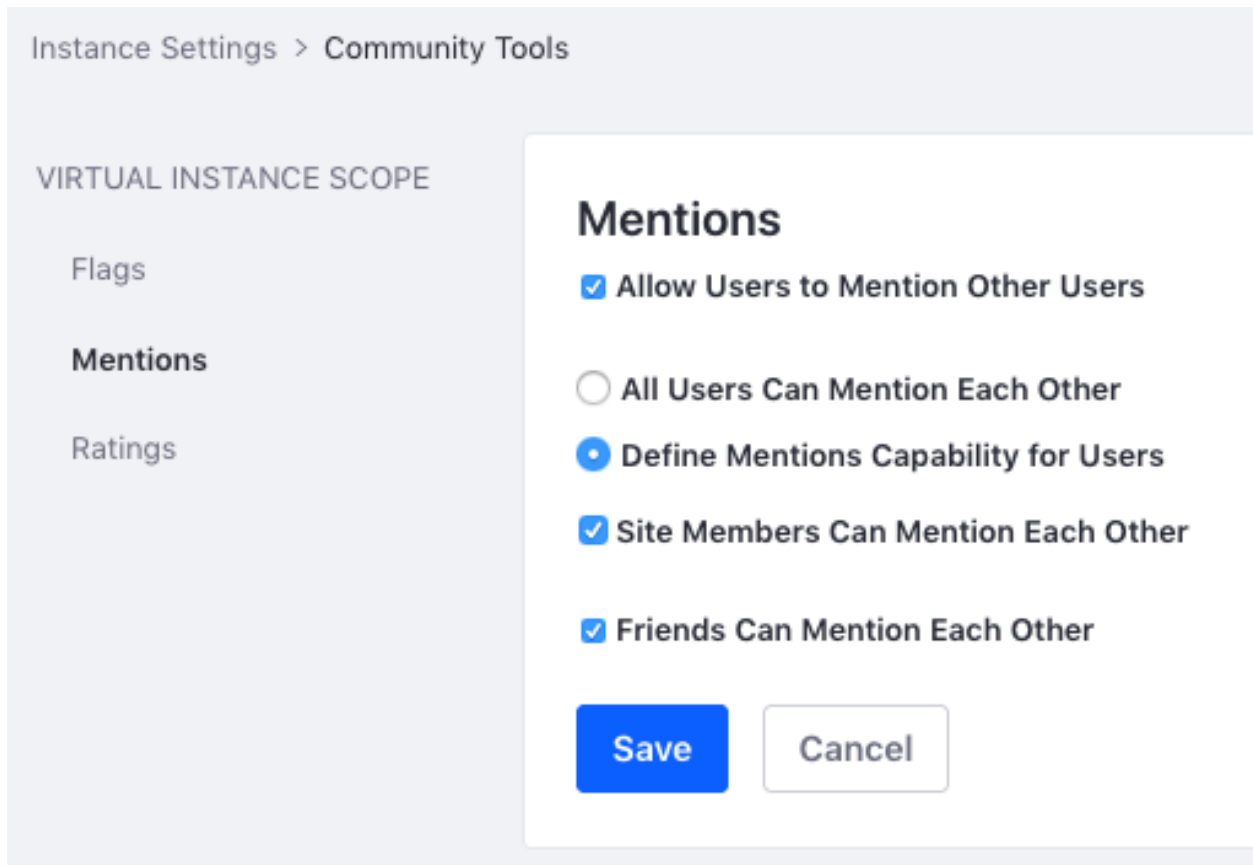 Instance Settings > Community Tools
VIRTUAL INSTANCE SCOPE
Flags
Mentions
Ratings
Mentions
Allow Users to Mention Other Users
All Users Can Mention Each Other
Define Mentions Capability for Users
Site Members Can Mention Each Other
Friends Can Mention Each Other
Save Cancel